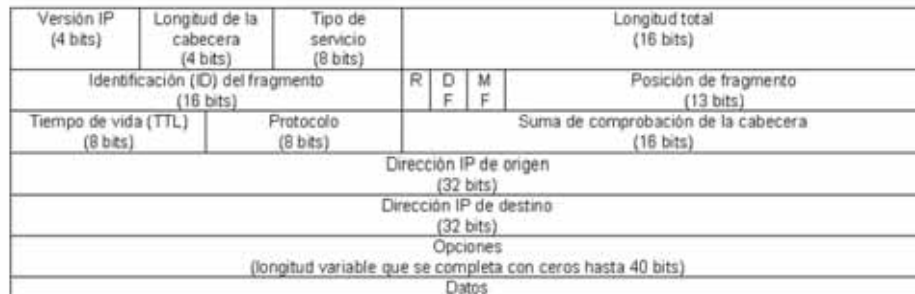 Versión IP
(4 bits)
Longitud de la
cabecera
(4 bits)
Tipo de
servicio
(8 bits)
Longitud total
(16 bits)
Identificación (ID) del fragmento
(16 bits)
R
D
F
M
F
Posición de fragmento
(13 bits)
Tiempo de vida (TTL)
(8 bits)
Protocolo
(8 bits)
Suma de comprobación de la cabecera
(16 bits)
Dirección IP de origen
(32 bits)
Dirección IP de destino
(32 bits)
Opciones
(longitud variable que se completa con ceros hasta 40 bits)
Datos